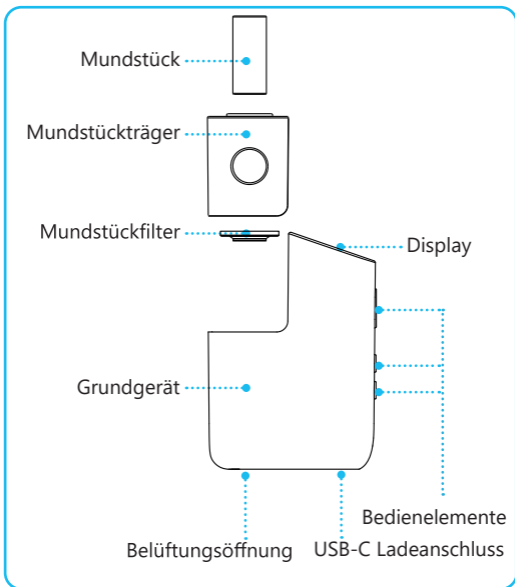 Mundstück
Mundstückträger
Mundstückfilter
Display
Grundgerät
Bedienelemente
Belüftungsöffnung
USB-C Ladeanschluss